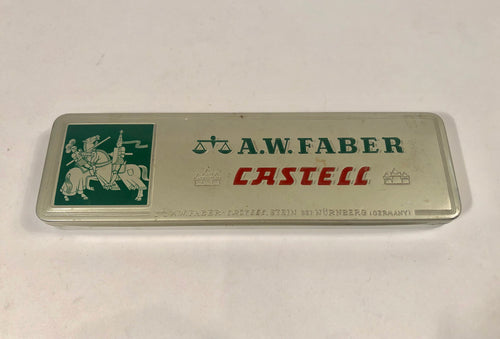 A.W. FABER
CASTELL
A.W. FABER-CASTELL, STEIN BEI NÜRNBERG (GERMANY)